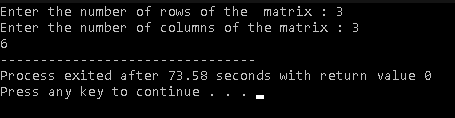 Enter the number of rows of the  matrix : 3
Enter the number of columns of the matrix : 3
6
--------------------------------
Process exited after 73.58 seconds with return value 0
Press any key to continue . . .